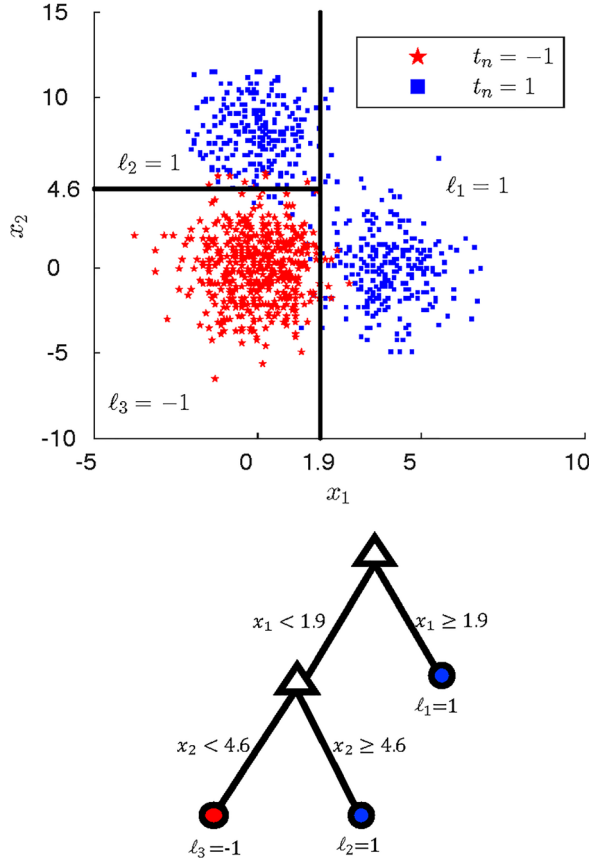 15
10
4.6
0
-5
-10
x₂
tₙ = −1
tₙ = 1
ℓ₂ = 1
ℓ₁ = 1
ℓ₃ = −1
-5 0 1.9 5 10
x₁
x₁ < 1.9 x₁ ≥ 1.9
ℓ₁=1
x₂ < 4.6 x₂ ≥ 4.6
ℓ₃=-1 ℓ₂=1